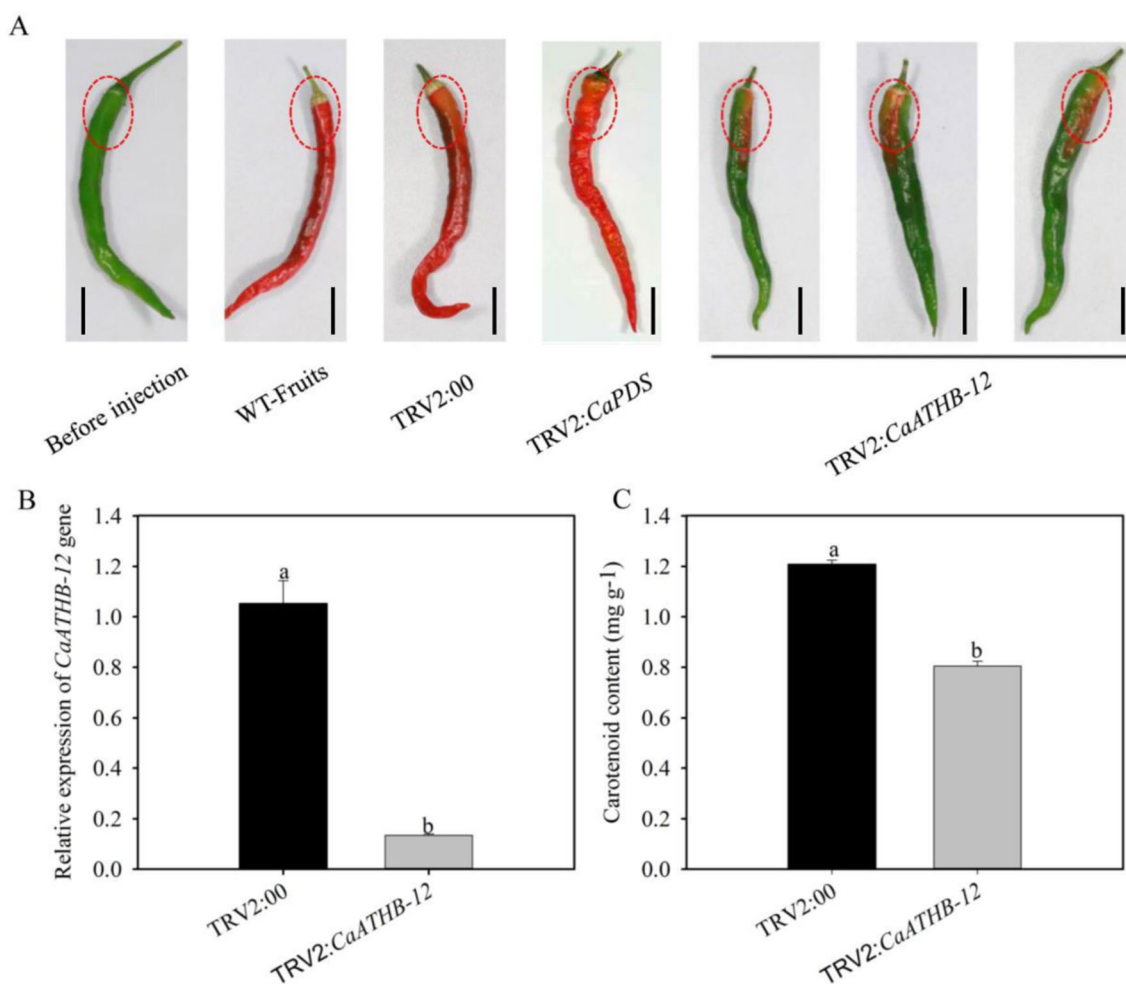 A
Before injection
WT-Fruits
TRV2:00
TRV2:CaPDS
TRV2:CaATHB-12
B
Relative expression of CaATHB-12 gene
1.4
1.2
1.0
0.8
0.6
0.4
0.2
0.0
a
b
TRV2:00
TRV2:CaATHB-12
C
Carotenoid content (mg g-1)
1.4
1.2
1.0
0.8
0.6
0.4
0.2
0.0
a
b
TRV2:00
TRV2:CaATHB-12